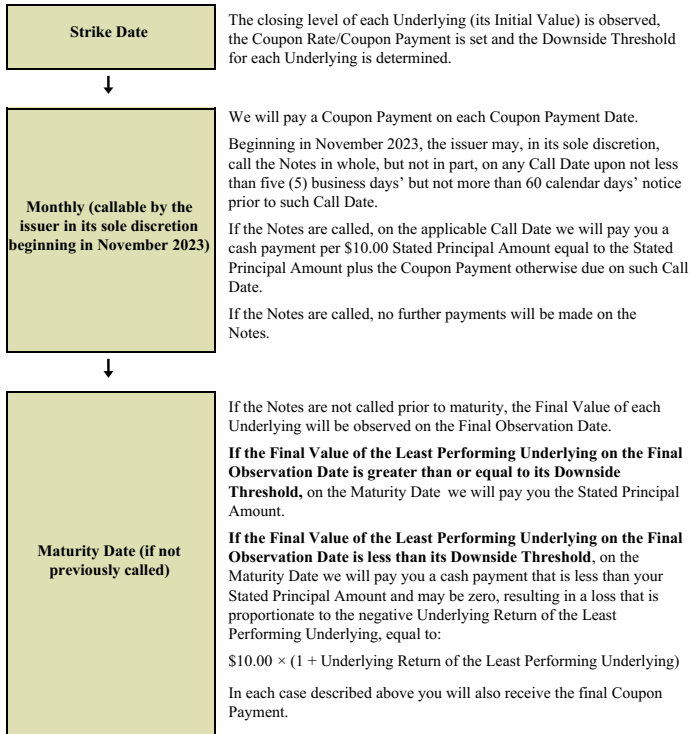 Strike Date
The closing level of each Underlying (its Initial Value) is observed,
the Coupon Rate/Coupon Payment is set and the Downside Threshold
for each Underlying is determined.
Monthly (callable by the
issuer in its sole discretion
beginning in November 2023)
We will pay a Coupon Payment on each Coupon Payment Date.
Beginning in November 2023, the issuer may, in its sole discretion,
call the Notes in whole, but not in part, on any Call Date upon not less
than five (5) business days’ but not more than 60 calendar days’ notice
prior to such Call Date.
If the Notes are called, on the applicable Call Date we will pay you a
cash payment per $10.00 Stated Principal Amount equal to the Stated
Principal Amount plus the Coupon Payment otherwise due on such Call
Date.
If the Notes are called, no further payments will be made on the
Notes.
Maturity Date (if not
previously called)
If the Notes are not called prior to maturity, the Final Value of each
Underlying will be observed on the Final Observation Date.
If the Final Value of the Least Performing Underlying on the Final
Observation Date is greater than or equal to its Downside
Threshold, on the Maturity Date we will pay you the Stated Principal
Amount.
If the Final Value of the Least Performing Underlying on the Final
Observation Date is less than its Downside Threshold, on the
Maturity Date we will pay you a cash payment that is less than your
Stated Principal Amount and may be zero, resulting in a loss that is
proportionate to the negative Underlying Return of the Least
Performing Underlying, equal to:
$10.00 × (1 + Underlying Return of the Least Performing Underlying)
In each case described above you will also receive the final Coupon
Payment.